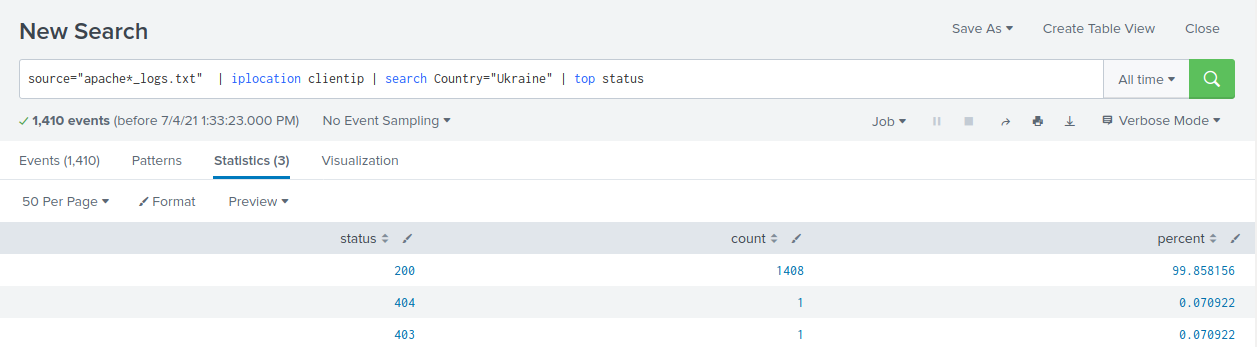 New Search
Save As Create Table View Close
source="apache*_logs.txt" | iplocation clientip | search Country="Ukraine" | top status
All time
1,410 events (before 7/4/21 1:33:23.000 PM) No Event Sampling
Job Verbose Mode
Events (1,410) Patterns Statistics (3) Visualization
50 Per Page Format Preview
status count percent
200 1408 99.858156
404 1 0.070922
403 1 0.070922